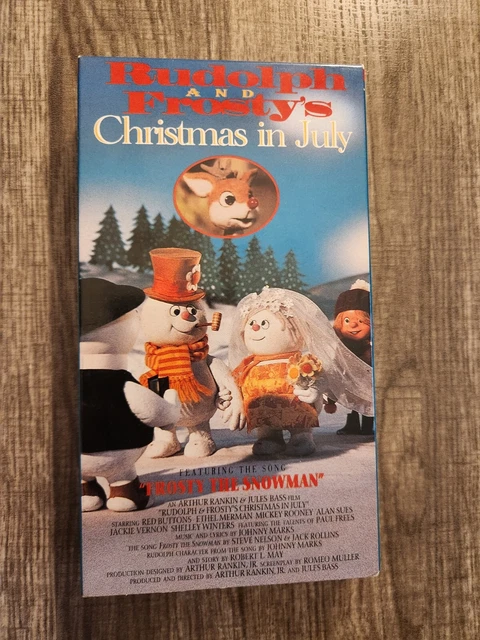 Rudolph
AND
Frosty's
Christmas in July
FEATURING THE SONG
"FROSTY THE SNOWMAN"
AN ARTHUR RANKIN & JULES BASS FILM
"RUDOLPH & FROSTY'S CHRISTMAS IN JULY"
STARRING RED BUTTONS ETHEL MERMAN MICKEY ROONEY ALAN SUES
JACKIE VERNON SHELLEY WINTERS FEATURING THE TALENTS OF PAUL FREES
MUSIC AND LYRICS BY JOHNNY MARKS
THE SONG FROSTY THE SNOWMAN BY STEVE NELSON & JACK ROLLINS
RUDOLPH CHARACTER FROM THE SONG BY JOHNNY MARKS
AND STORY BY ROBERT L. MAY
PRODUCTION DESIGNED BY ARTHUR RANKIN, JR. SCREENPLAY BY ROMEO MULLER
PRODUCED AND DIRECTED BY ARTHUR RANKIN, JR. AND JULES BASS